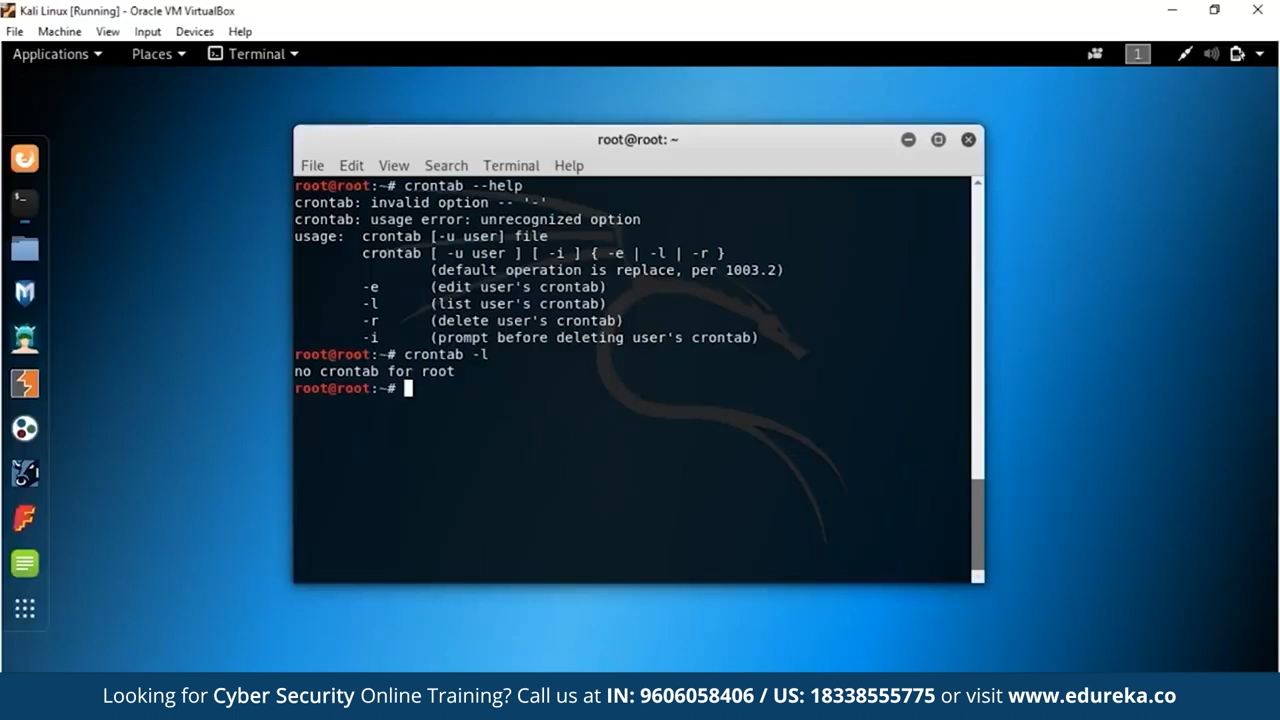 Kali Linux [Running] - Oracle VM VirtualBox
File Machine View Input Devices Help
Applications Places Terminal 1
root@root: ~
File Edit View Search Terminal Help
root@root:~# crontab --help
crontab: invalid option -- '-'
crontab: usage error: unrecognized option
usage: crontab [-u user] file
crontab [ -u user ] [ -i ] { -e | -l | -r }
(default operation is replace, per 1003.2)
-e (edit user's crontab)
-l (list user's crontab)
-r (delete user's crontab)
-i (prompt before deleting user's crontab)
root@root:~# crontab -l
no crontab for root
root@root:~#
Looking for Cyber Security Online Training? Call us at IN: 9606058406 / US: 18338555775 or visit www.edureka.co